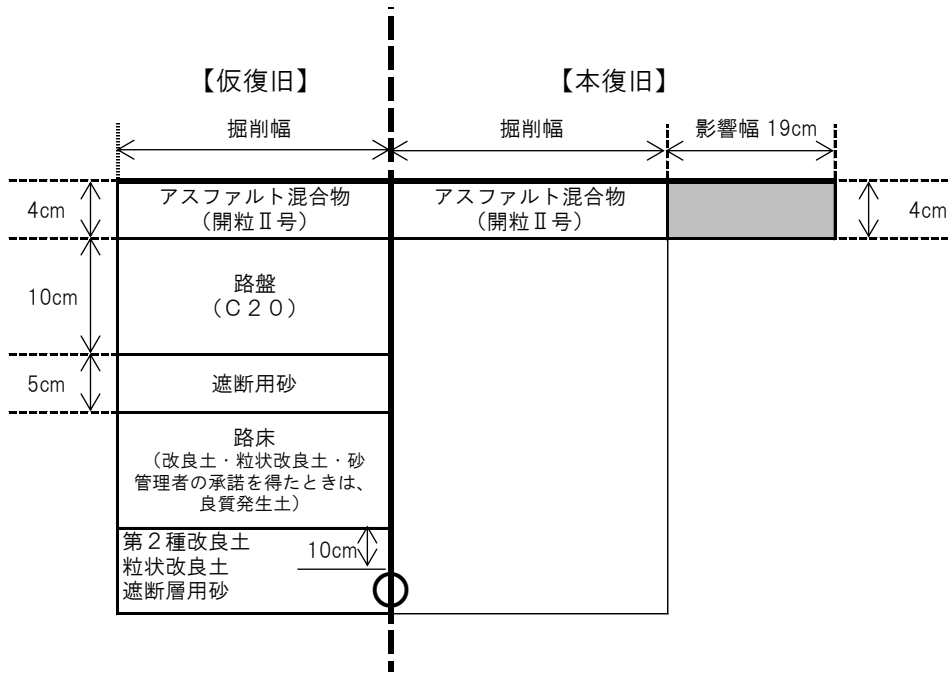 【仮復旧】
【本復旧】
掘削幅
掘削幅
影響幅 19cm
4cm
アスファルト混合物
（開粒Ⅱ号）
アスファルト混合物
（開粒Ⅱ号）
4cm
10cm
路盤
（Ｃ２０）
5cm
遮断用砂
路床
（改良土・粒状改良土・砂
管理者の承諾を得たときは、
良質発生土）
第２種改良土
粒状改良土
遮断層用砂
10cm